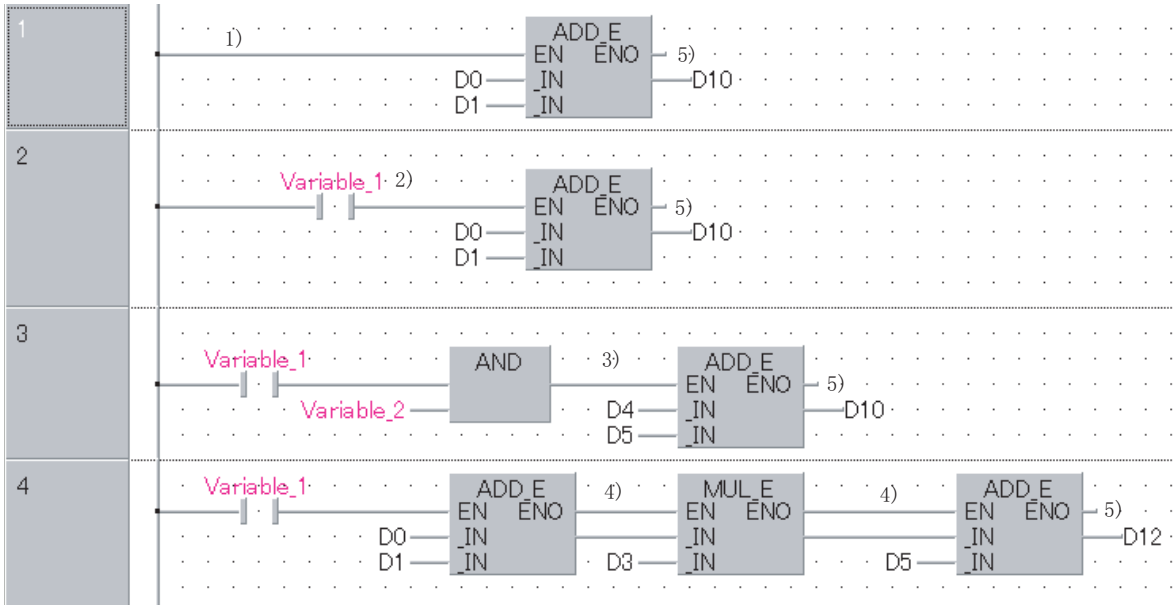 1
1)
ADD_E
EN ENO 5)
D0 _IN D10
D1 _IN
2
Variable_1 2)
ADD_E
EN ENO 5)
D0 _IN D10
D1 _IN
3
Variable_1 AND 3) ADD_E
EN ENO 5)
Variable_2 D4 _IN D10
D5 _IN
4
Variable_1 ADD_E 4) MUL_E 4) ADD_E
EN ENO EN ENO EN ENO 5)
D0 _IN _IN _IN D12
D1 _IN D3 _IN D5 _IN